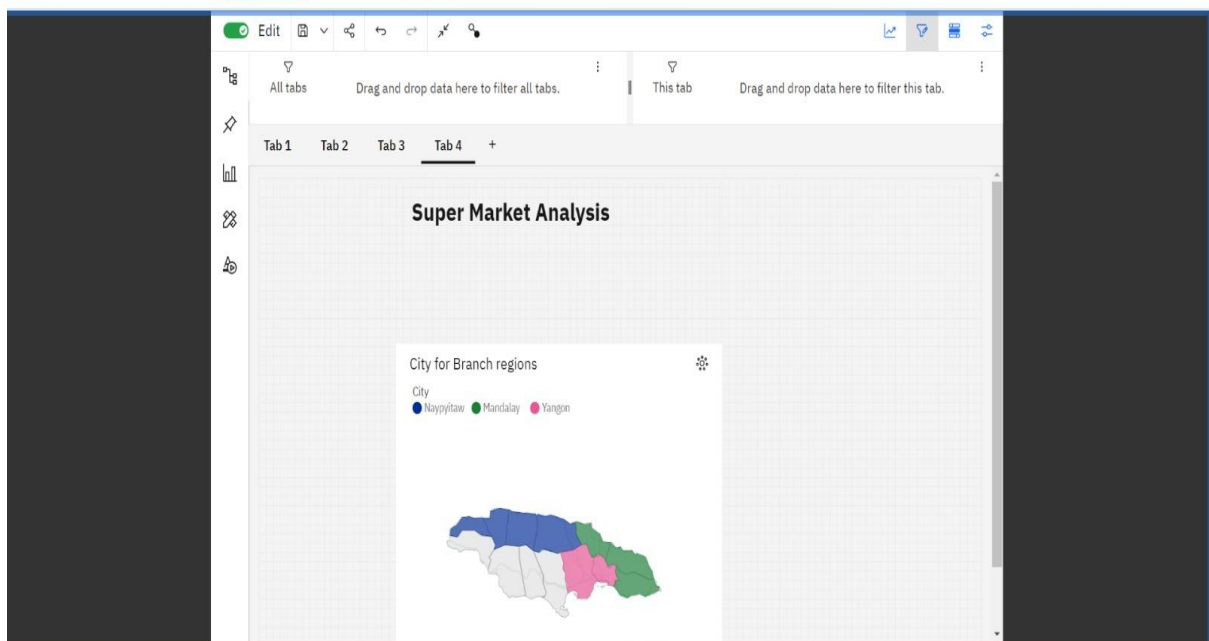 Edit
All tabs
Drag and drop data here to filter all tabs.
This tab
Drag and drop data here to filter this tab.
Tab 1 Tab 2 Tab 3 Tab 4 +
Super Market Analysis
City for Branch regions
City
Naypyitaw Mandalay Yangon